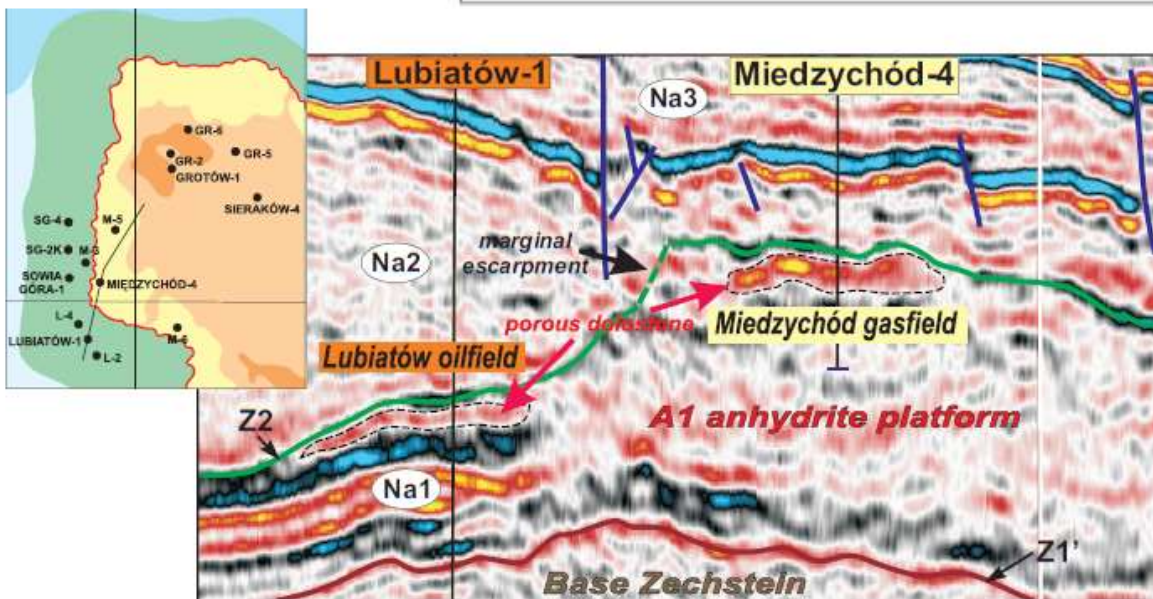 GR-6
GR-2
GR-5
GROTÓW-1
SIERAKÓW-4
SG-4
M-5
SG-2K
M-3
SOWIA
GÓRA-1
MIĘDZYCHÓD-4
L-4
LUBIATÓW-1
M-6
L-2
Lubiatów-1
Miedzychód-4
Na3
marginal
escarpment
Na2
porous dolostone
Miedzychód gasfield
Lubiatów oilfield
A1 anhydrite platform
Z2
Na1
Z1'
Base Zechstein